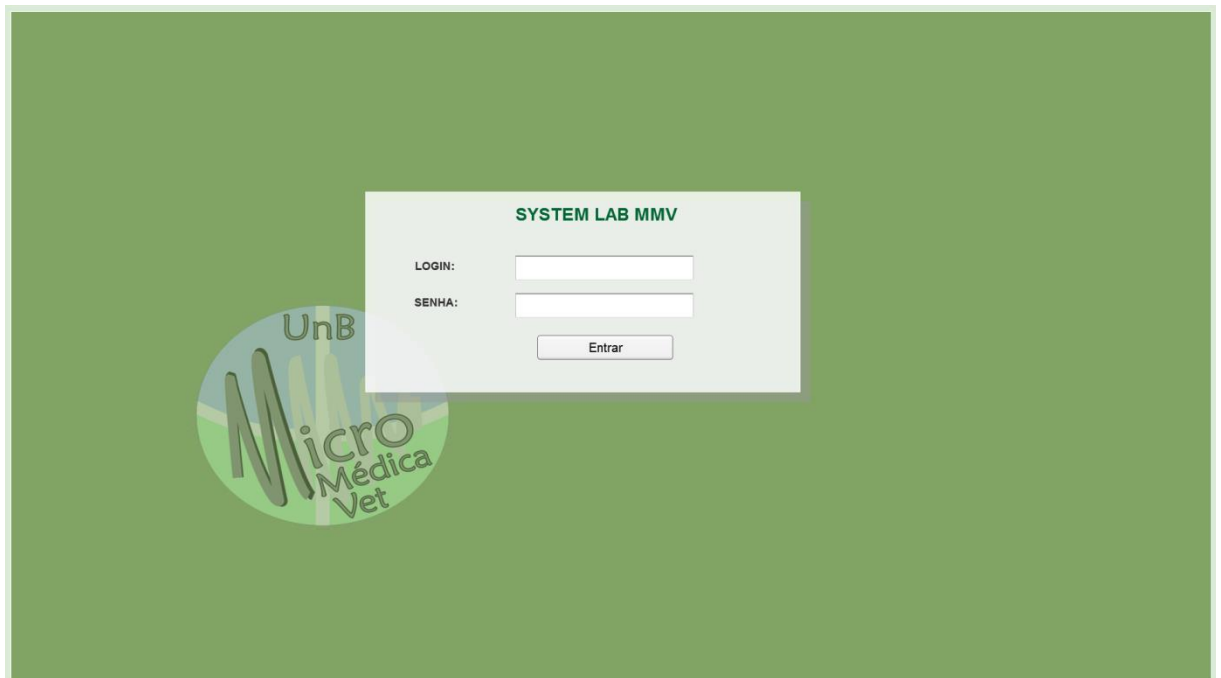 SYSTEM LAB MMV
LOGIN:
SENHA:
Entrar
UnB
Micro
Médica
Vet